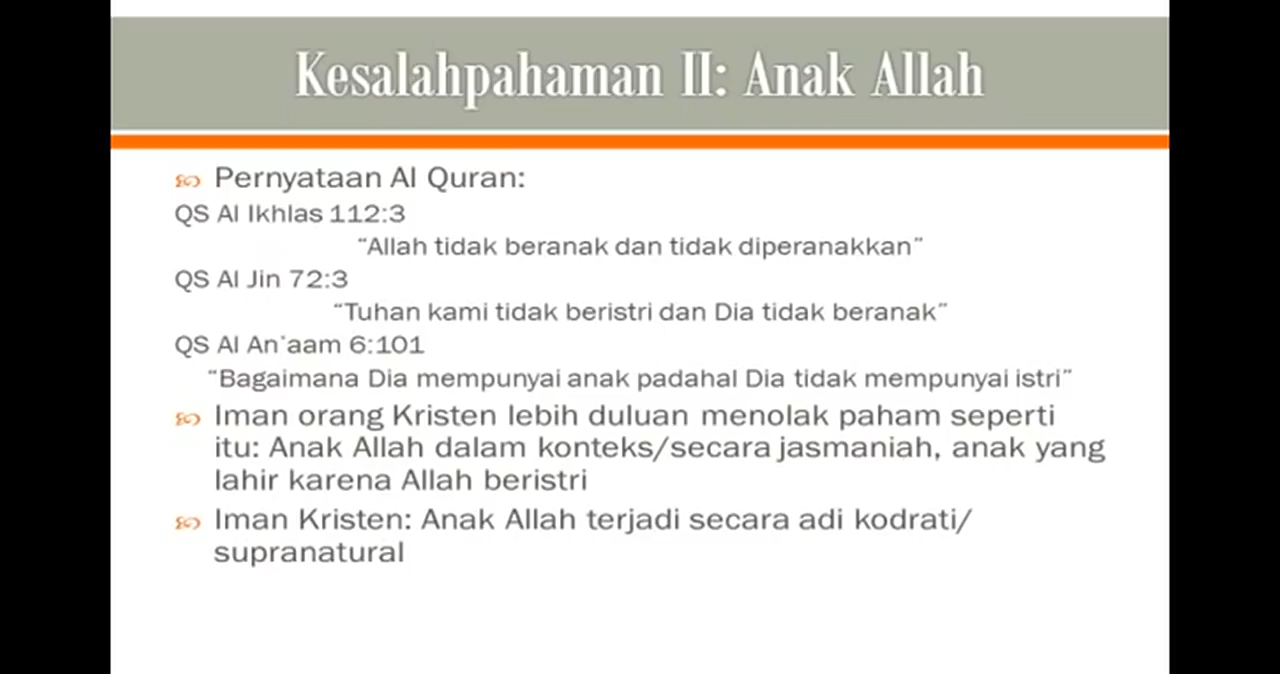 Kesalahpahaman II: Anak Allah
Pernyataan Al Quran:
QS Al Ikhlas 112:3
“Allah tidak beranak dan tidak diperanakkan”
QS Al Jin 72:3
“Tuhan kami tidak beristri dan Dia tidak beranak”
QS Al An`aam 6:101
“Bagaimana Dia mempunyai anak padahal Dia tidak mempunyai istri”
Iman orang Kristen lebih duluan menolak paham seperti
itu: Anak Allah dalam konteks/secara jasmaniah, anak yang
lahir karena Allah beristri
Iman Kristen: Anak Allah terjadi secara adi kodrati/
supranatural